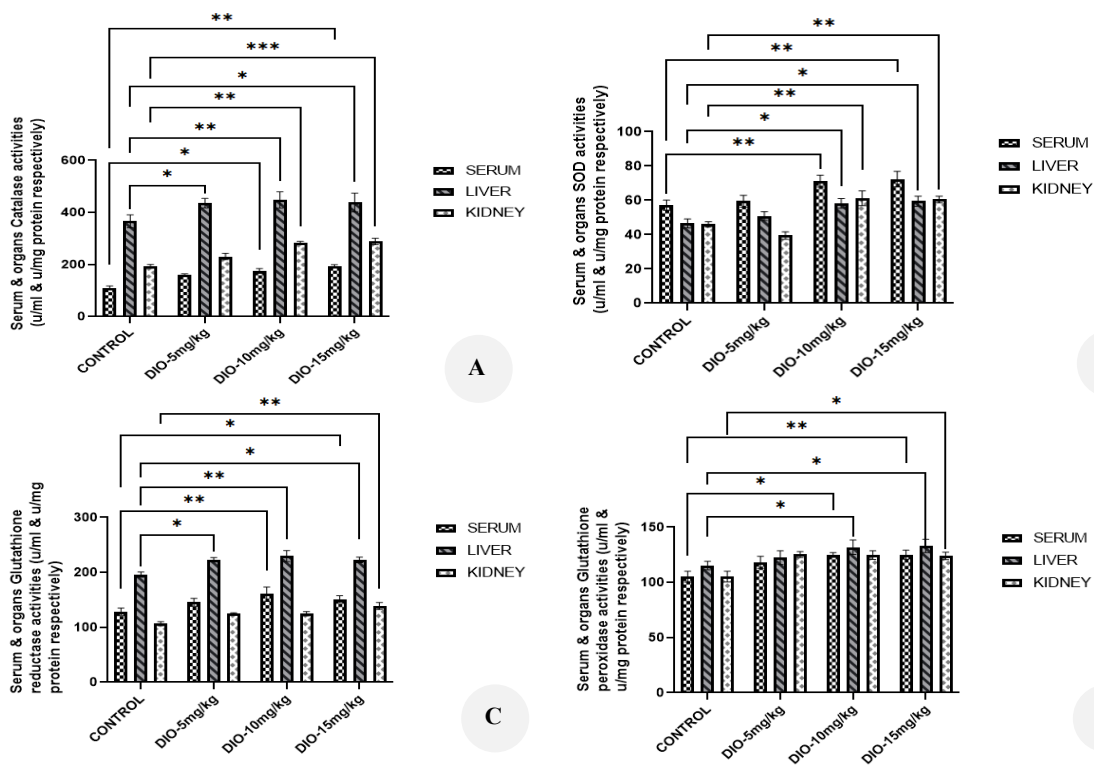 **
***
*
**
**
*
*
Serum & organs Catalase activities
(u/ml & u/mg protein respectively)
600
400
200
0
CONTROL
DIO-5mg/kg
DIO-10mg/kg
DIO-15mg/kg
SERUM
LIVER
KIDNEY
A
**
**
*
**
*
**
Serum & organs SOD activities
(u/ml & u/mg protein respectively)
100
80
60
40
20
0
CONTROL
DIO-5mg/kg
DIO-10mg/kg
DIO-15mg/kg
SERUM
LIVER
KIDNEY
**
*
*
**
**
*
Serum & organs Glutathione
reductase activities (u/ml & u/mg
protein respectively)
300
200
100
0
CONTROL
DIO-5mg/kg
DIO-10mg/kg
DIO-15mg/kg
SERUM
LIVER
KIDNEY
C
*
**
*
*
*
Serum & organs Glutathione
peroxidase activities (u/ml &
u/mg protein respectively)
150
100
50
0
CONTROL
DIO-5mg/kg
DIO-10mg/kg
DIO-15mg/kg
SERUM
LIVER
KIDNEY